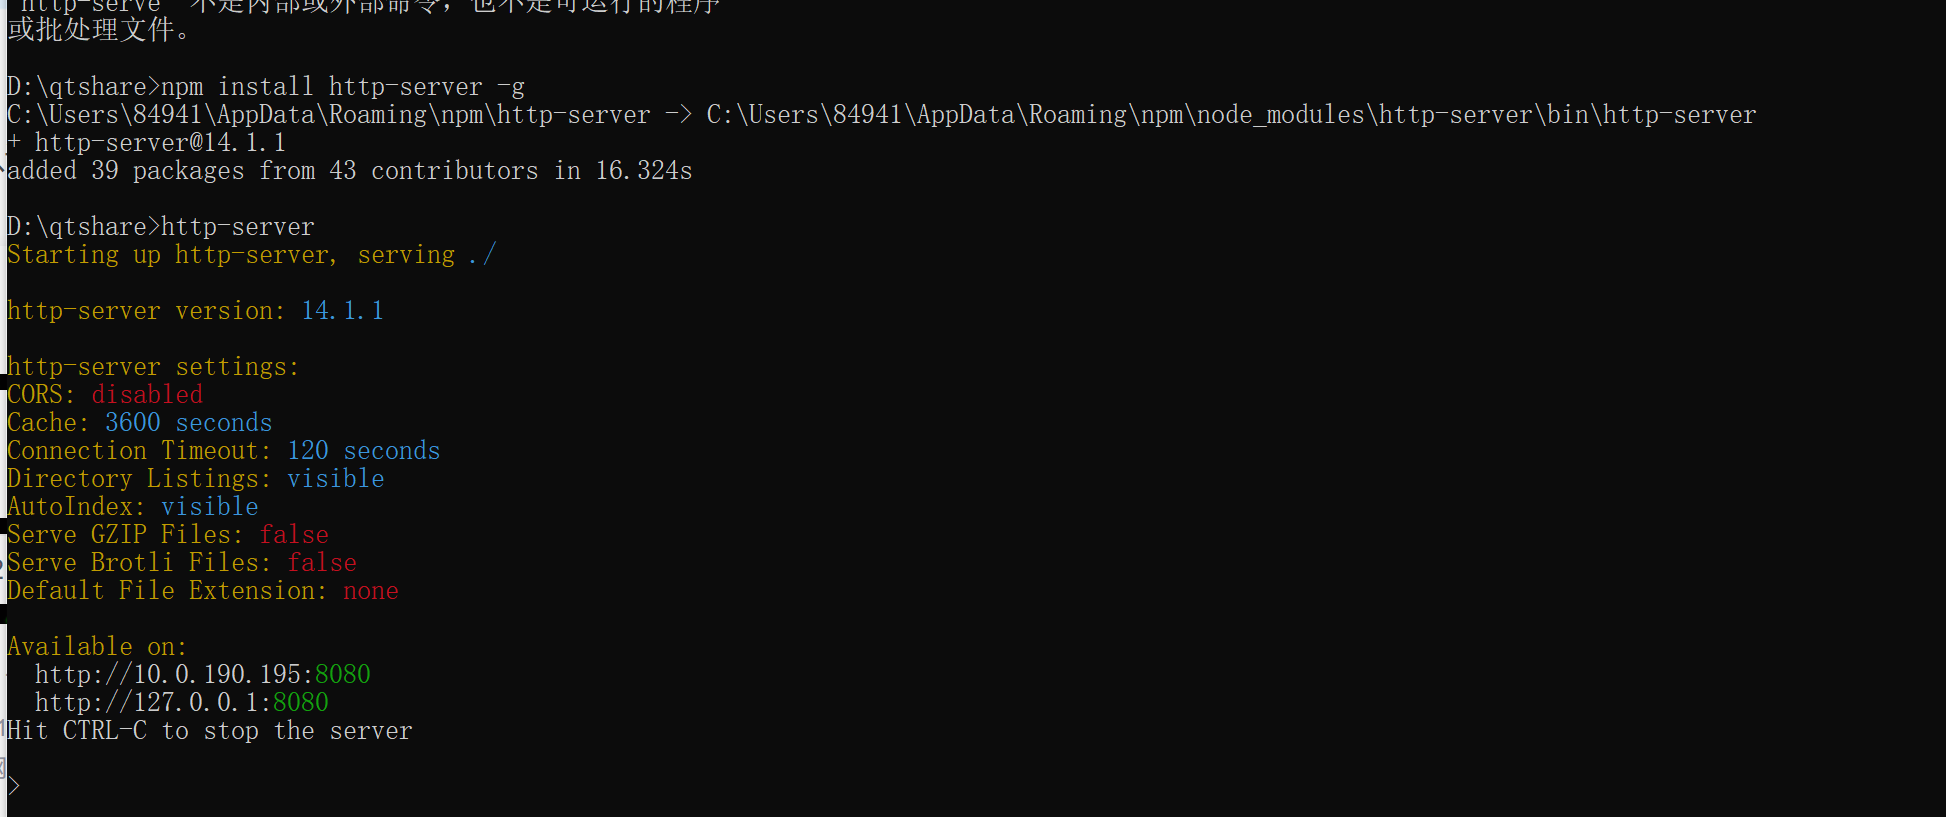 'http-serve' 不是内部或外部命令，也不是可运行的程序
或批处理文件。
D:\qtshare>npm install http-server -g
C:\Users\84941\AppData\Roaming\npm\http-server -> C:\Users\84941\AppData\Roaming\npm\node_modules\http-server\bin\http-server
+ http-server@14.1.1
added 39 packages from 43 contributors in 16.324s
D:\qtshare>http-server
Starting up http-server, serving ./
http-server version: 14.1.1
http-server settings:
CORS: disabled
Cache: 3600 seconds
Connection Timeout: 120 seconds
Directory Listings: visible
AutoIndex: visible
Serve GZIP Files: false
Serve Brotli Files: false
Default File Extension: none
Available on:
http://10.0.190.195:8080
http://127.0.0.1:8080
Hit CTRL-C to stop the server
>